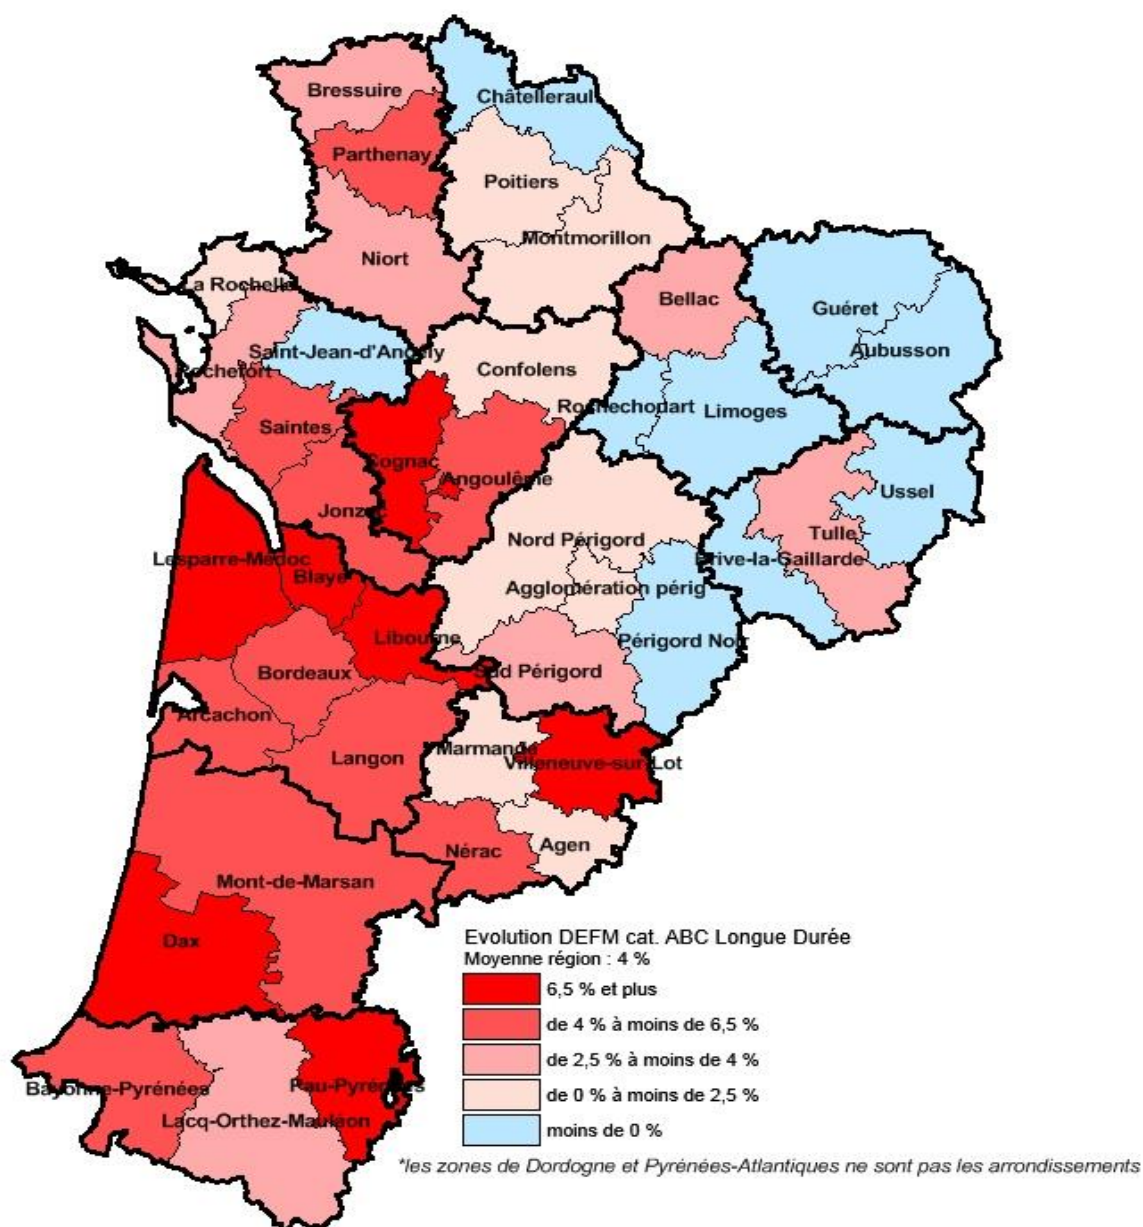 Bressuire
Châtellerault
Parthenay
Poitiers
Montmorillon
Niort
La Rochelle
Bellac
Guéret
Aubusson
Saint-Jean-d'Angély
Rochefort
Confolens
Rochechouart
Limoges
Saintes
Cognac
Angoulême
Ussel
Jonzac
Tulle
Nord Périgord
Brive-la-Gaillarde
Lesparre-Médoc
Blaye
Agglomération périg
Libourne
Périgord Noir
Bordeaux
Sud Périgord
Arcachon
Langon
Marmande
Villeneuve-sur-Lot
Nérac
Agen
Mont-de-Marsan
Dax
Bayonne-Pyrénées
Pau-Pyrénées
Lacq-Orthez-Mauléon
Evolution DEFM cat. ABC Longue Durée
Moyenne région : 4 %
6,5 % et plus
de 4 % à moins de 6,5 %
de 2,5 % à moins de 4 %
de 0 % à moins de 2,5 %
moins de 0 %
*les zones de Dordogne et Pyrénées-Atlantiques ne sont pas les arrondissements